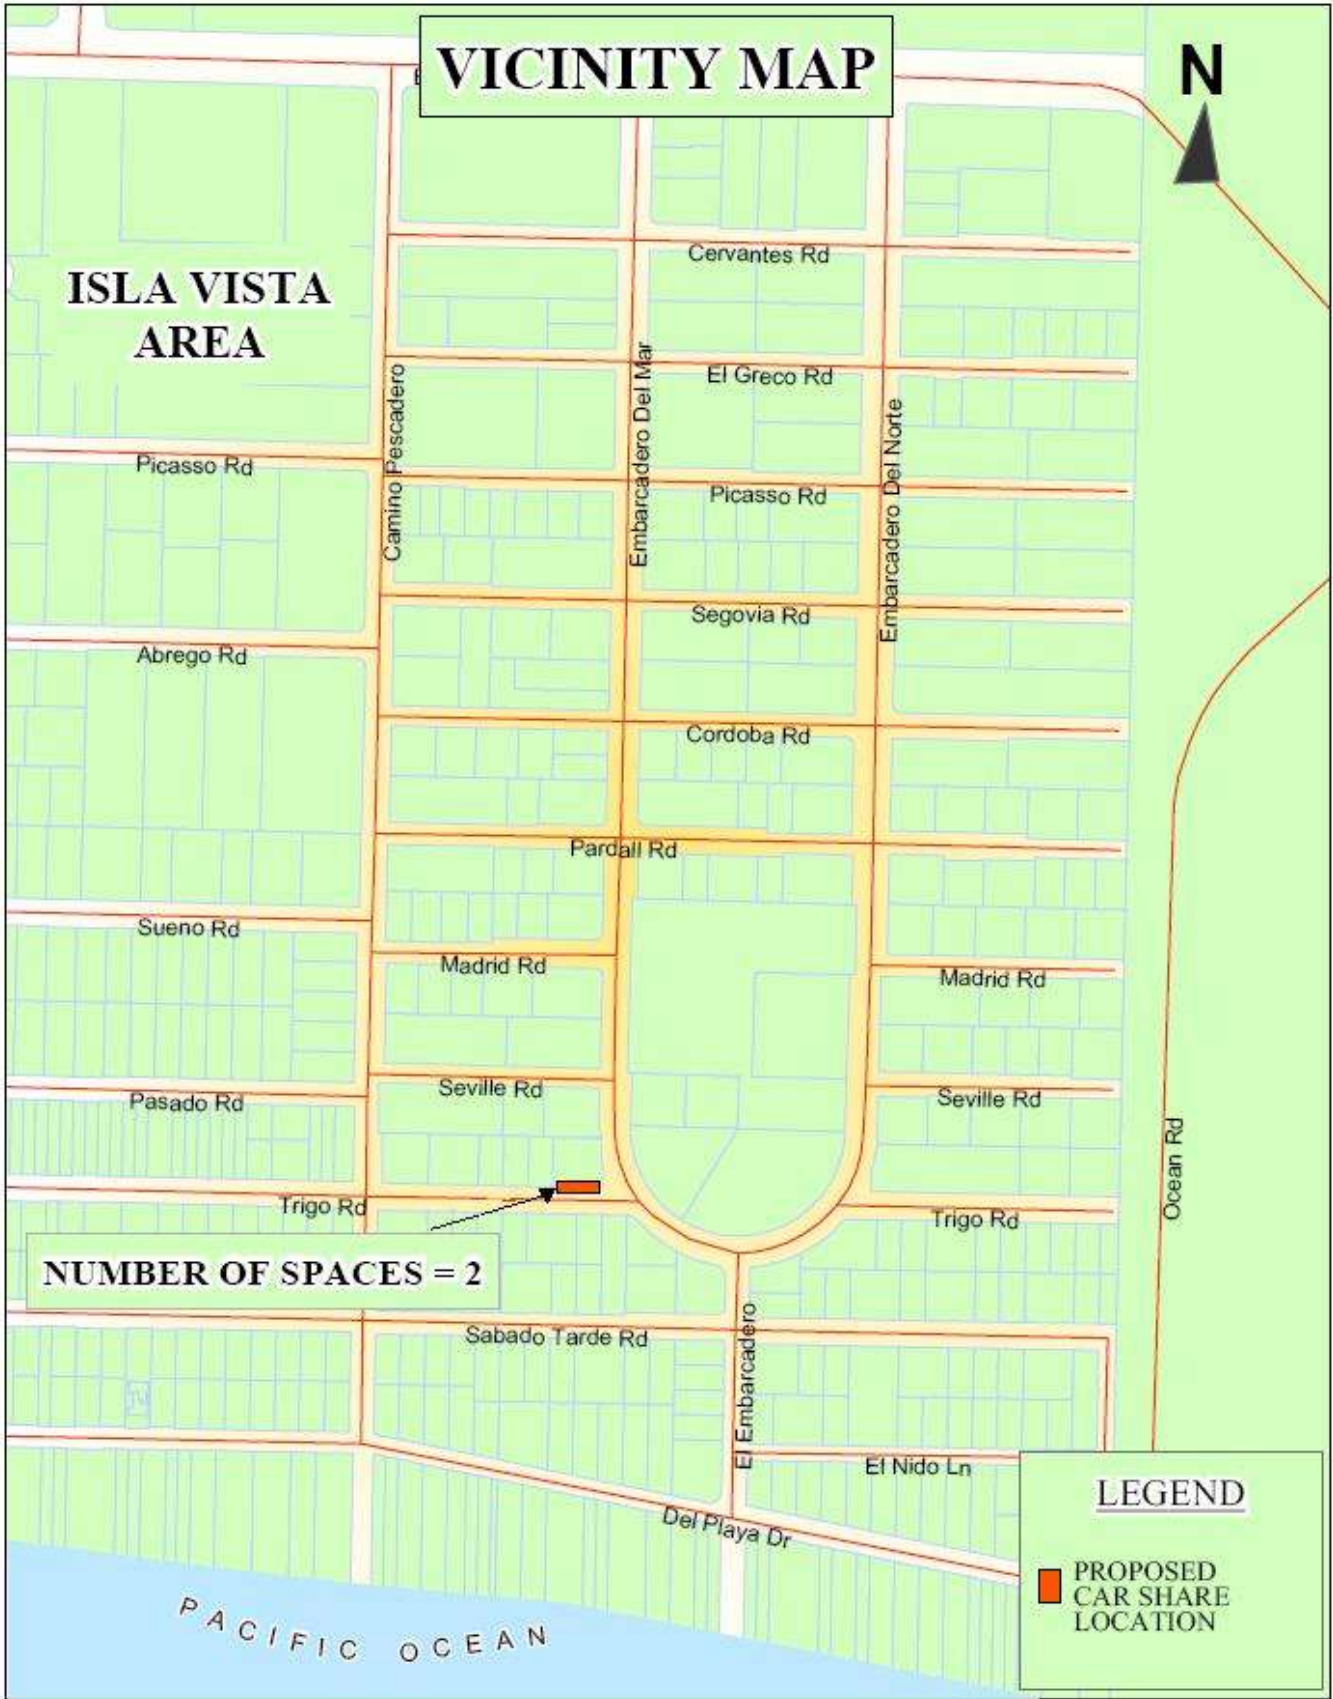 VICINITY MAP
N
Cervantes Rd
ISLA VISTA
AREA
El Greco Rd
Camino Pescadero
Embarcadero Del Mar
Embarcadero Del Norte
Picasso Rd
Picasso Rd
Segovia Rd
Abrego Rd
Cordoba Rd
Pardall Rd
Sueno Rd
Madrid Rd
Madrid Rd
Seville Rd
Seville Rd
Pasado Rd
Ocean Rd
Trigo Rd
Trigo Rd
NUMBER OF SPACES = 2
Sabado Tarde Rd
El Embarcadero
El Nido Ln
Del Playa Dr
LEGEND
PROPOSED
CAR SHARE
LOCATION
PACIFIC OCEAN